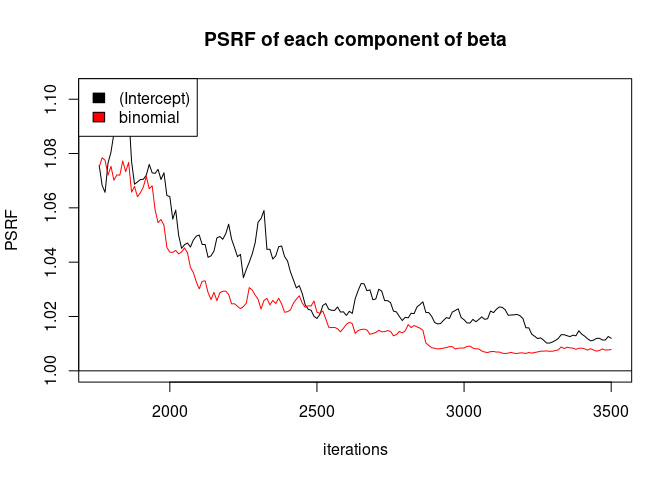 PSRF of each component of beta
(Intercept)
binomial
PSRF
1.10
1.08
1.06
1.04
1.02
1.00
2000 2500 3000 3500
iterations